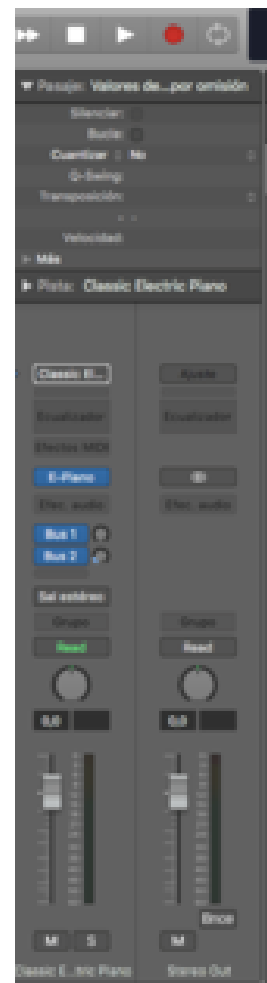 Pasaje: Valores de...por omisión
Silenciar:
Bucle:
Cuantizar No
Q-Swing:
Transposición:
Velocidad:
Más
Pista: Classic Electric Piano
Classic El... Ajuste
Ecualizador Ecualizador
Efectos MIDI
E-Piano
Efec. audio Efec. audio
Bus 1
Bus 2
Sal estéreo
Grupo Grupo
Read Read
0,0 0,0
Bnce
M S M
Classic E...tric Piano Stereo Out